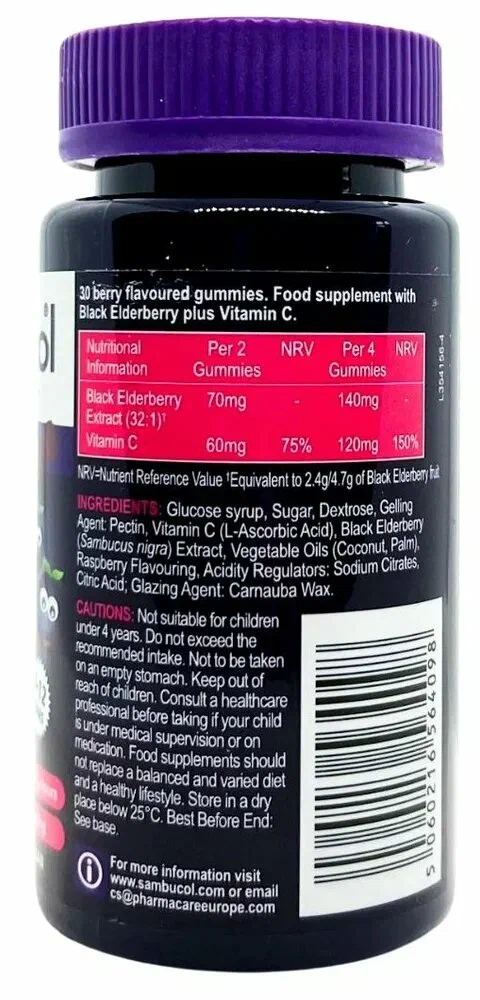 ol
30 berry flavoured gummies. Food supplement with
Black Elderberry plus Vitamin C.
Nutritional Information Per 2 Gummies NRV Per 4 Gummies NRV
Black Elderberry Extract (32:1)† 70mg - 140mg -
Vitamin C 60mg 75% 120mg 150%
NRV=Nutrient Reference Value †Equivalent to 2.4g/4.7g of Black Elderberry fruit
INGREDIENTS: Glucose syrup, Sugar, Dextrose, Gelling
Agent: Pectin, Vitamin C (L-Ascorbic Acid), Black Elderberry
(Sambucus nigra) Extract, Vegetable Oils (Coconut, Palm),
Raspberry Flavouring, Acidity Regulators: Sodium Citrates,
Citric Acid; Glazing Agent: Carnauba Wax.
CAUTIONS: Not suitable for children
under 4 years. Do not exceed the
recommended intake. Not to be taken
on an empty stomach. Keep out of
reach of children. Consult a healthcare
professional before taking if your child
is under medical supervision or on
medication. Food supplements should
not replace a balanced and varied diet
and a healthy lifestyle. Store in a dry
place below 25°C. Best Before End:
See base.
i
For more information visit
www.sambucol.com or email
cs@pharmacareeurope.com
L354156-4
5 060216 564098